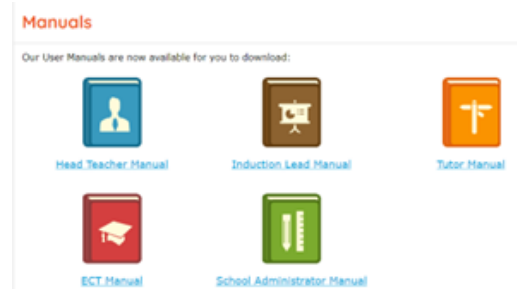 Manuals
Our User Manuals are now available for you to download:
Head Teacher Manual
Induction Lead Manual
Tutor Manual
ECT Manual
School Administrator Manual